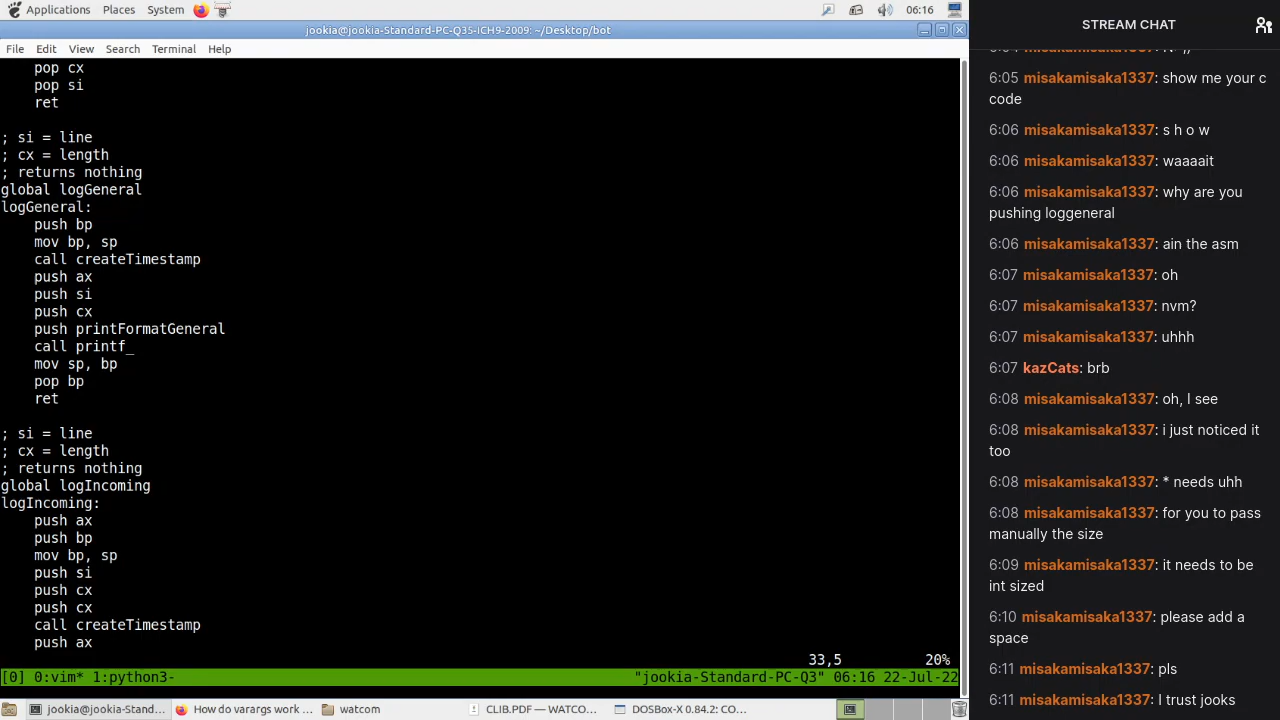 Applications Places System 06:16
jookia@jookia-Standard-PC-Q35-ICH9-2009: ~/Desktop/bot
File Edit View Search Terminal Help
pop cx
pop si
ret
; si = line
; cx = length
; returns nothing
global logGeneral
logGeneral:
push bp
mov bp, sp
call createTimestamp
push ax
push si
push cx
push printFormatGeneral
call printf_
mov sp, bp
pop bp
ret
; si = line
; cx = length
; returns nothing
global logIncoming
logIncoming:
push ax
push bp
mov bp, sp
push si
push cx
push cx
call createTimestamp
push ax
33,5 20%
[0] 0:vim* 1:python3- "jookia-Standard-PC-Q3" 06:16 22-Jul-22
jookia@jookia-Stand... How do varargs work ... watcom CLIB.PDF — WATCO... DOSBox-X 0.84.2: CO...
STREAM CHAT
6:05 misakamisaka1337: show me your c
code
6:06 misakamisaka1337: s h o w
6:06 misakamisaka1337: waaaait
6:06 misakamisaka1337: why are you
pushing loggeneral
6:06 misakamisaka1337: ain the asm
6:07 misakamisaka1337: oh
6:07 misakamisaka1337: nvm?
6:07 misakamisaka1337: uhhh
6:07 kazCats: brb
6:08 misakamisaka1337: oh, I see
6:08 misakamisaka1337: i just noticed it
too
6:08 misakamisaka1337: * needs uhh
6:08 misakamisaka1337: for you to pass
manually the size
6:09 misakamisaka1337: it needs to be
int sized
6:10 misakamisaka1337: please add a
space
6:11 misakamisaka1337: pls
6:11 misakamisaka1337: I trust jooks